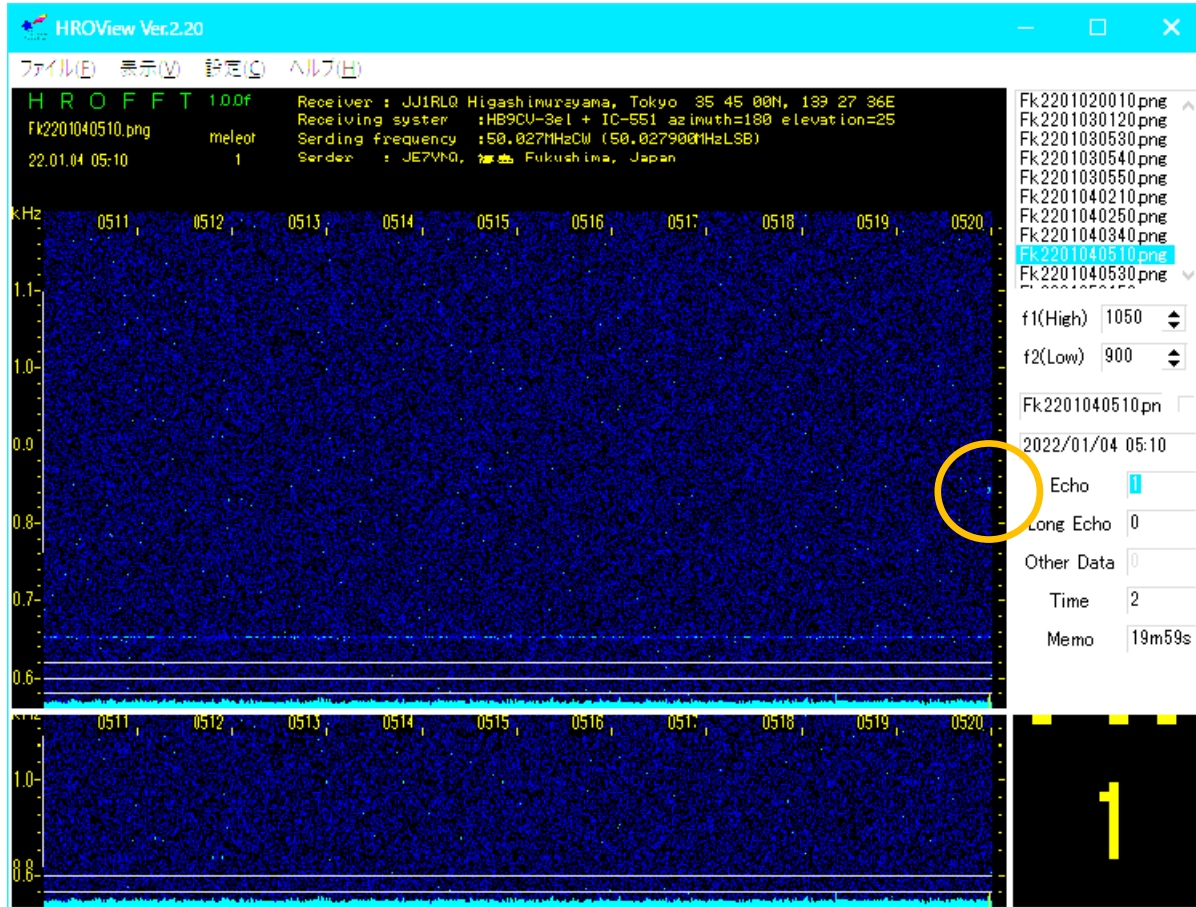 HROView Ver.2.20
ファイル(F) 表示(V) 設定(C) ヘルプ(H)
H R O F F T 1.0.0f
Fk2201040510.png
meteor
22.01.04 05:10 1
Receiver : JJ1RLQ Higashimurayama, Tokyo 35 45 00N, 139 27 36E
Receiving system :HB9CV-3el + IC-551 azimuth=180 elevation=25
Serding frequency :50.027MHzCW (50.027900MHzLSB)
Serder : Fukushima, Japan
kHz 0511 0512 0513 0514 0515 0516 0517 0518 0519 0520
1.1
1.0
0.9
0.8
0.7
0.6
kHz 0511 0512 0513 0514 0515 0516 0517 0518 0519 0520
1.0
Fk2201020010.png
Fk2201030120.png
Fk2201030530.png
Fk2201030540.png
Fk2201030550.png
Fk2201040210.png
Fk2201040250.png
Fk2201040340.png
Fk2201040510.png
Fk2201040530.png
f1(High) 1050
f2(Low) 900
Fk2201040510.pn
2022/01/04 05:10
Echo 1
Long Echo 0
Other Data 0
Time 2
Memo 19m59s
1